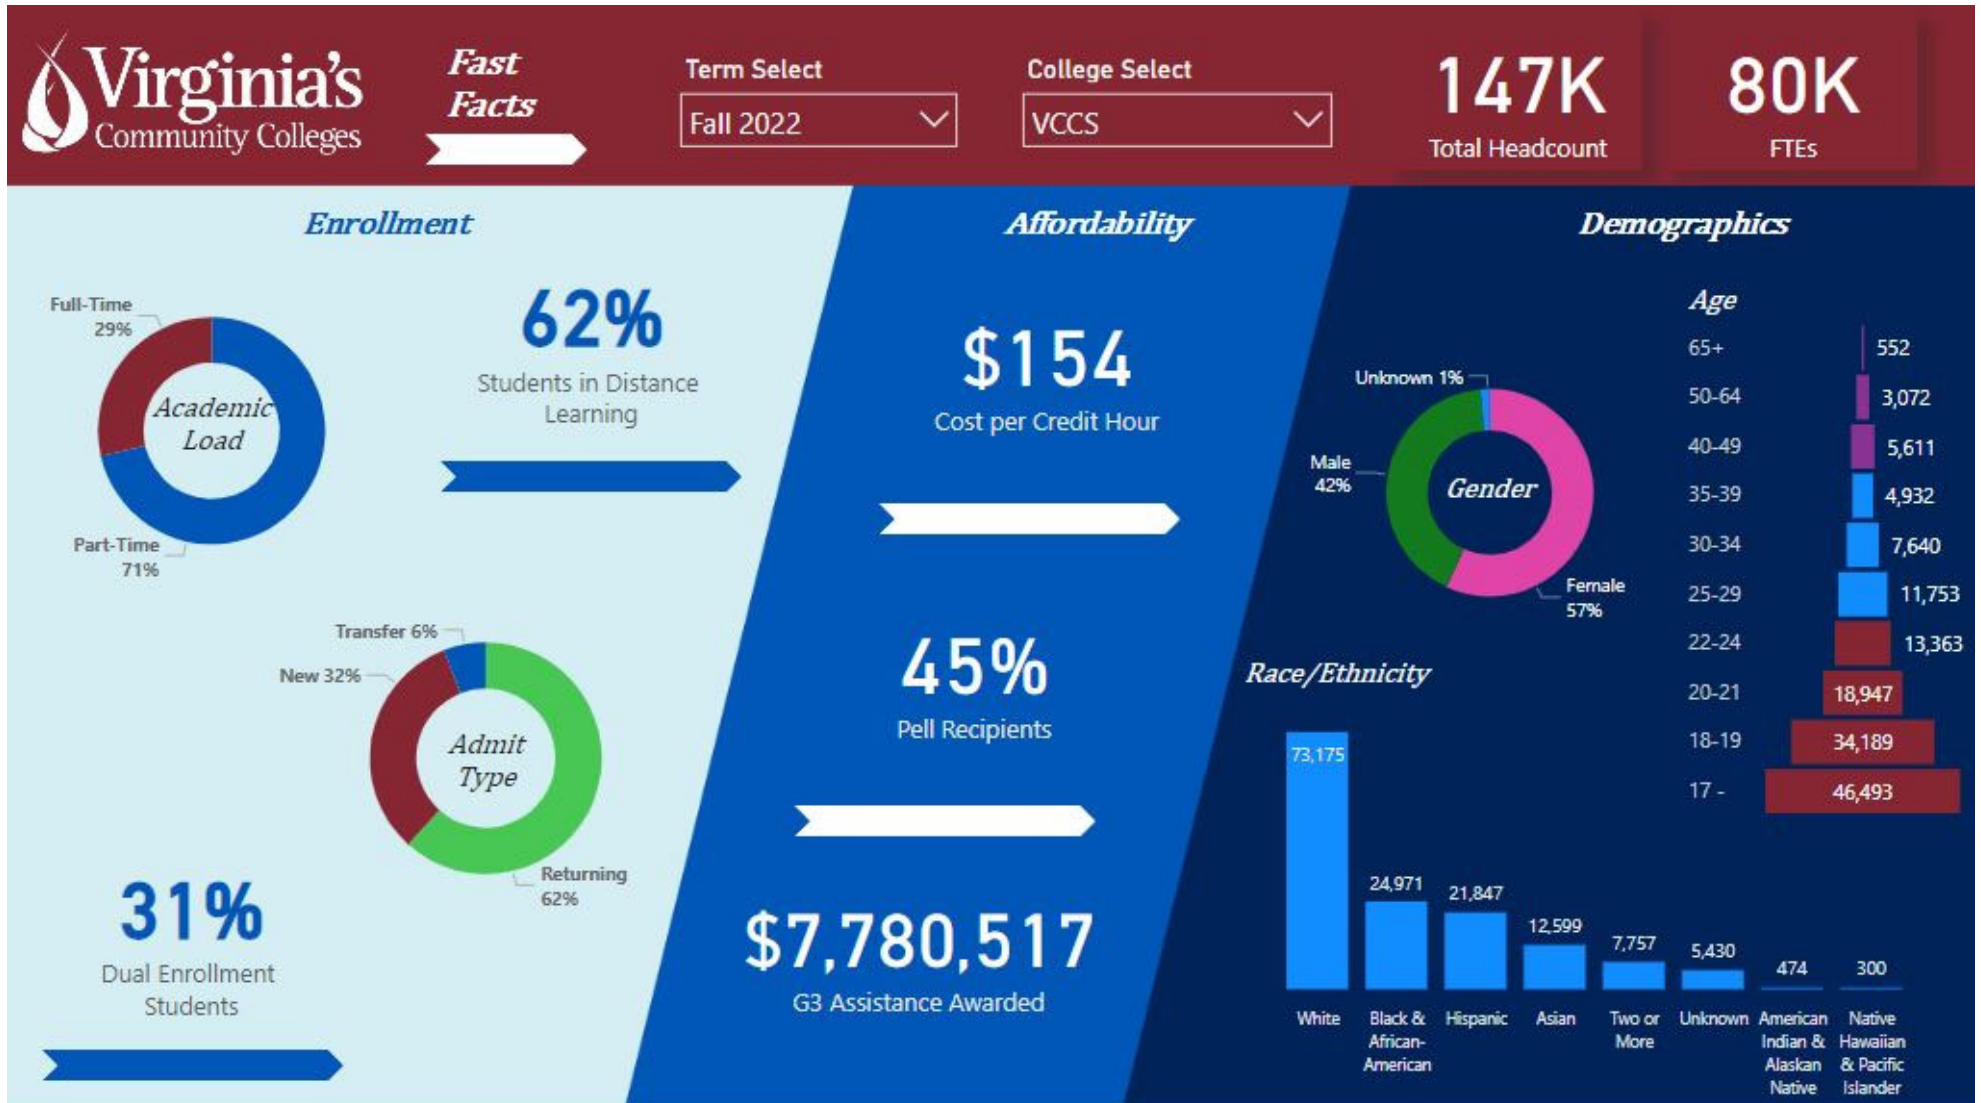 Virginia's
Community Colleges
Fast
Facts
Term Select
Fall 2022
College Select
VCCS
147K
Total Headcount
80K
FTEs
Enrollment
Full-Time
29%
Academic
Load
Part-Time
71%
62%
Students in Distance
Learning
Transfer 6%
New 32%
Admit
Type
Returning
62%
31%
Dual Enrollment
Students
Affordability
$154
Cost per Credit Hour
45%
Pell Recipients
$7,780,517
G3 Assistance Awarded
Demographics
Unknown 1%
Male
42%
Gender
Female
57%
Age
65+ 552
50-64 3,072
40-49 5,611
35-39 4,932
30-34 7,640
25-29 11,753
22-24 13,363
20-21 18,947
18-19 34,189
17 - 46,493
Race/Ethnicity
73,175
24,971
21,847
12,599
7,757
5,430
474
300
White
Black &
African-
American
Hispanic
Asian
Two or
More
Unknown
American
Indian &
Alaskan
Native
Native
Hawaiian
& Pacific
Islander